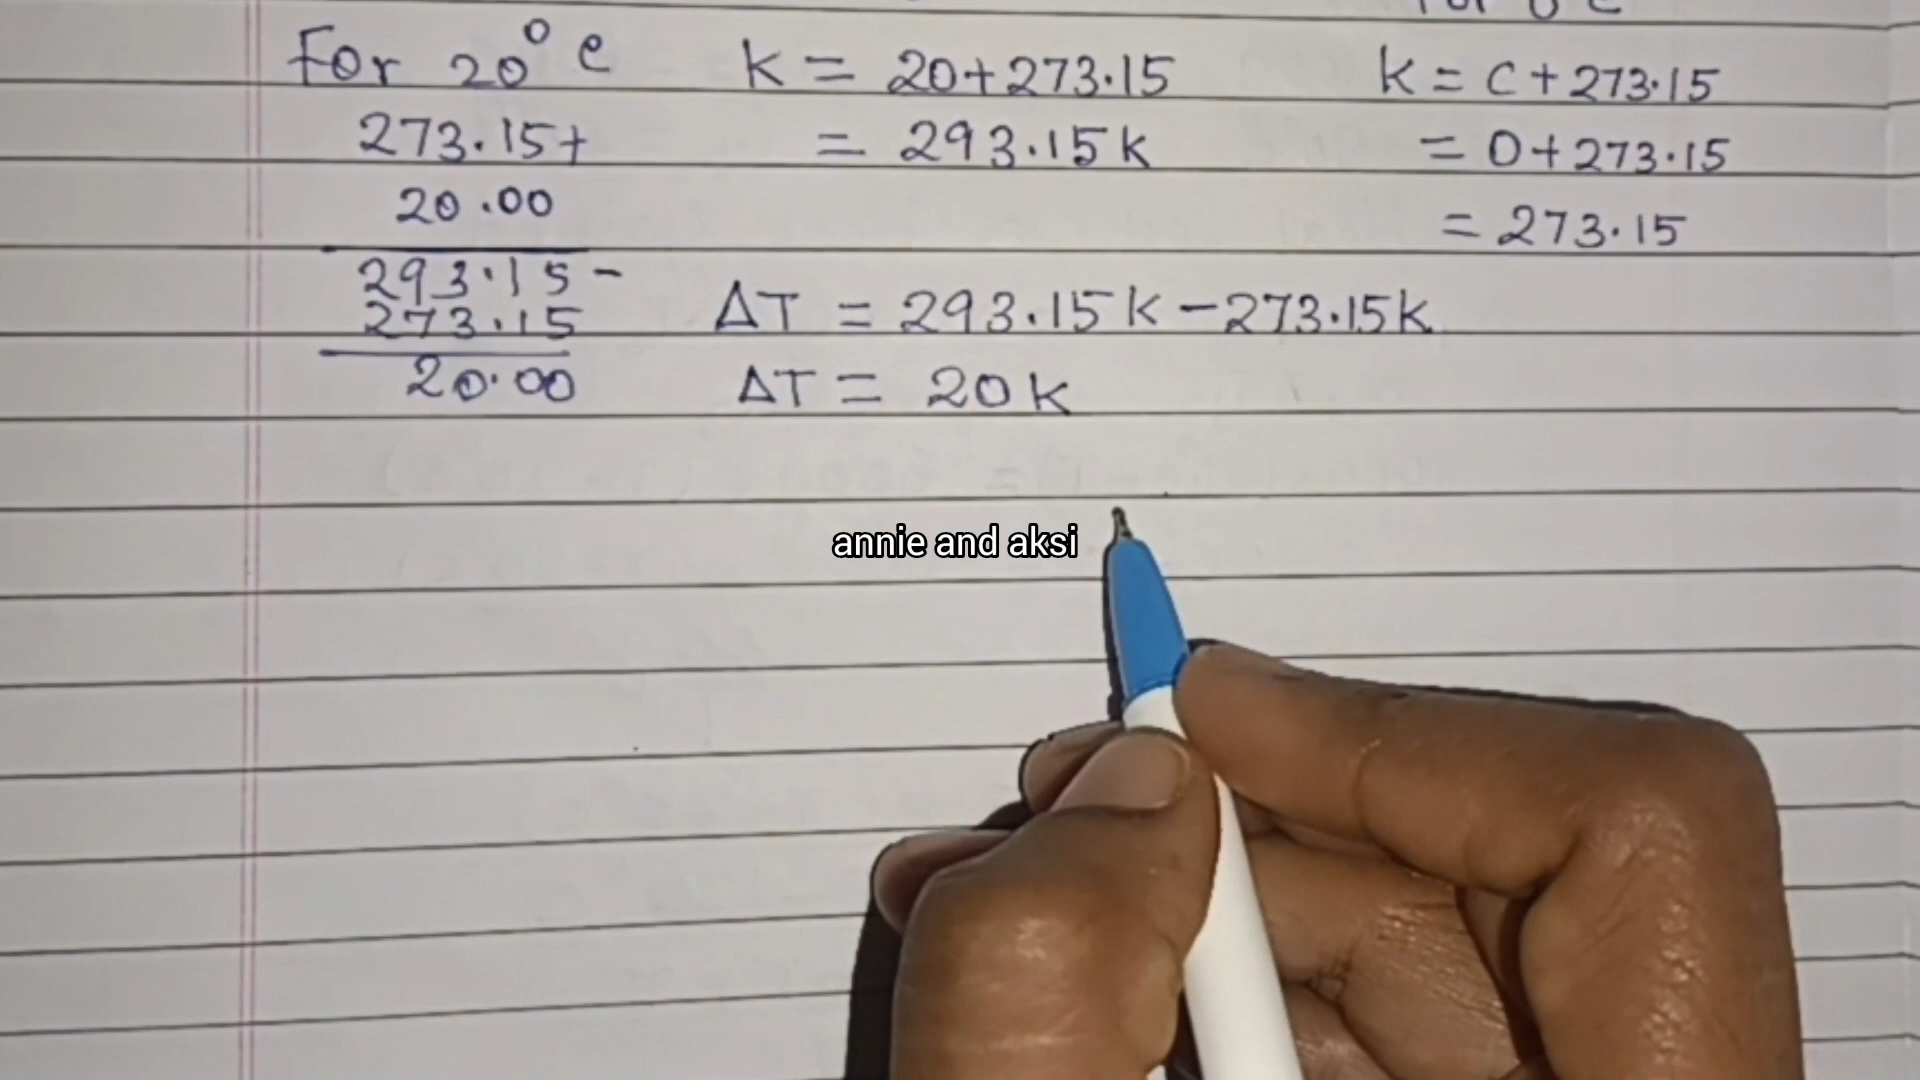 For 20° c
273.15+
20.00
293.15-
273.15
20.00
k = 20+273.15
= 293.15k
ΔT = 293.15k-273.15k
ΔT = 20k
k = C+273.15
= 0+273.15
= 273.15
annie and aksi